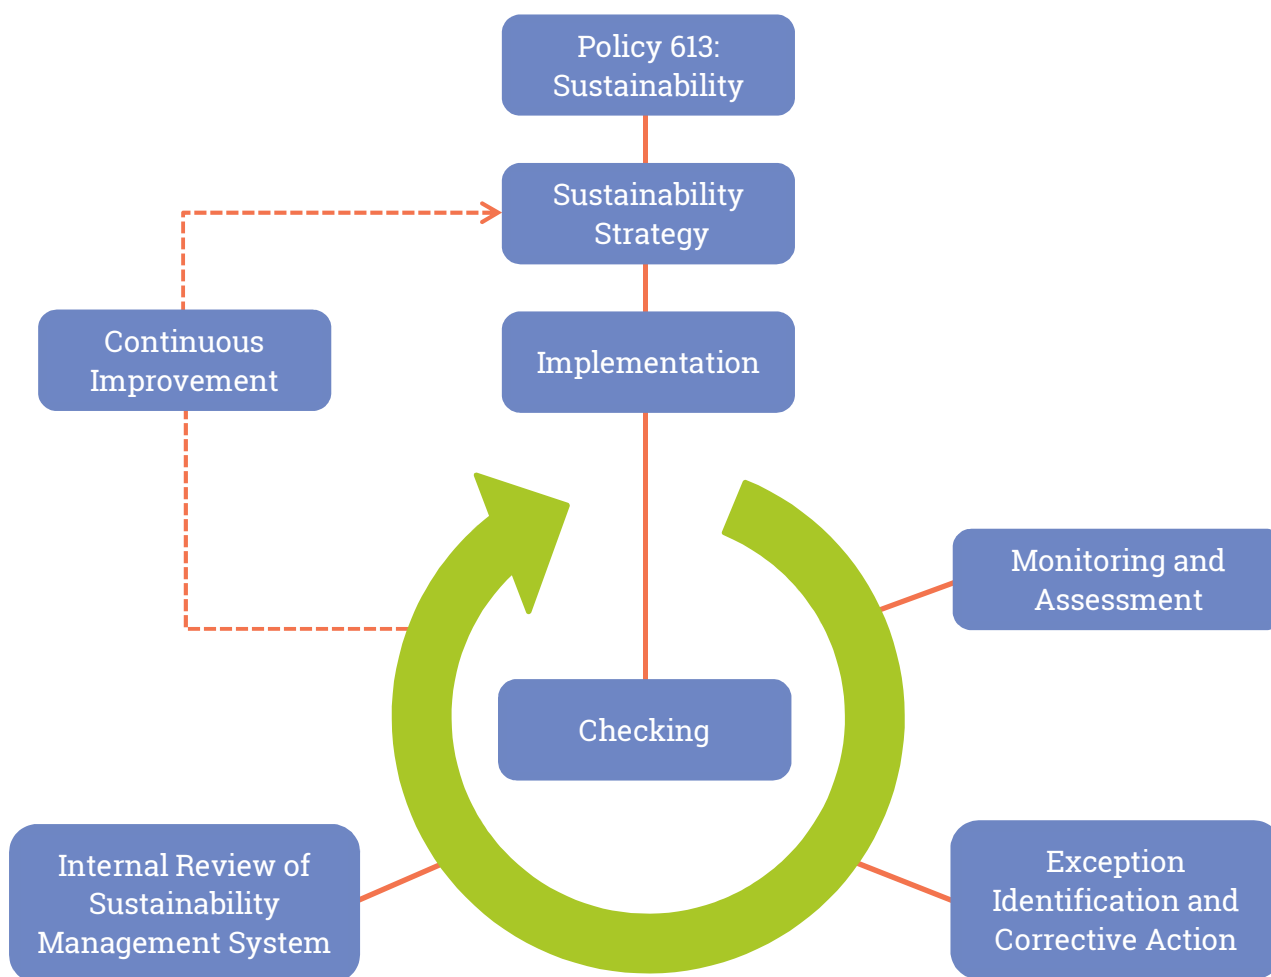 Policy 613:
Sustainability
Sustainability
Strategy
Continuous
Improvement
Implementation
Monitoring and
Assessment
Checking
Internal Review of
Sustainability
Management System
Exception
Identification and
Corrective Action